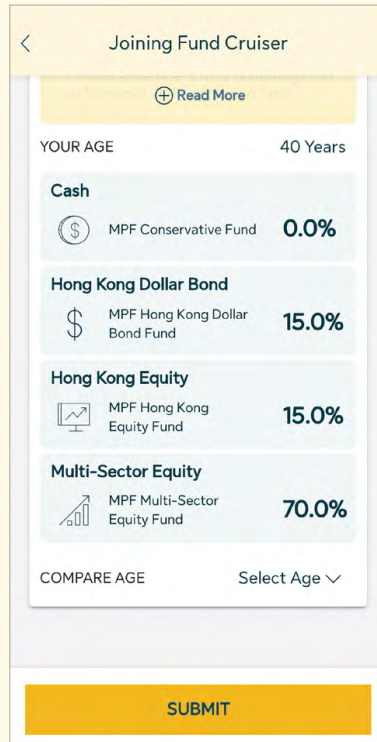 Joining Fund Cruiser
Read More
YOUR AGE 40 Years
Cash
MPF Conservative Fund 0.0%
Hong Kong Dollar Bond
MPF Hong Kong Dollar
Bond Fund
15.0%
Hong Kong Equity
MPF Hong Kong
Equity Fund
15.0%
Multi-Sector Equity
MPF Multi-Sector
Equity Fund
70.0%
COMPARE AGE Select Age
SUBMIT